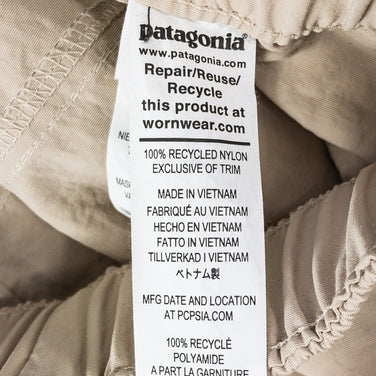 patagonia®
www.patagonia.com
Repair/Reuse/
Recycle
this product at
wornwear.com
100% RECYCLED NYLON
EXCLUSIVE OF TRIM
MADE IN VIETNAM
FABRIQUÉ AU VIETNAM
HECHO EN VIETNAM
FATTO IN VIETNAM
TILLVERKAD I VIETNAM
ベトナム製
MFG DATE AND LOCATION
AT PCPSIA.COM
100% RECYCLÉ
POLYAMIDE
A PART LA GARNITURE